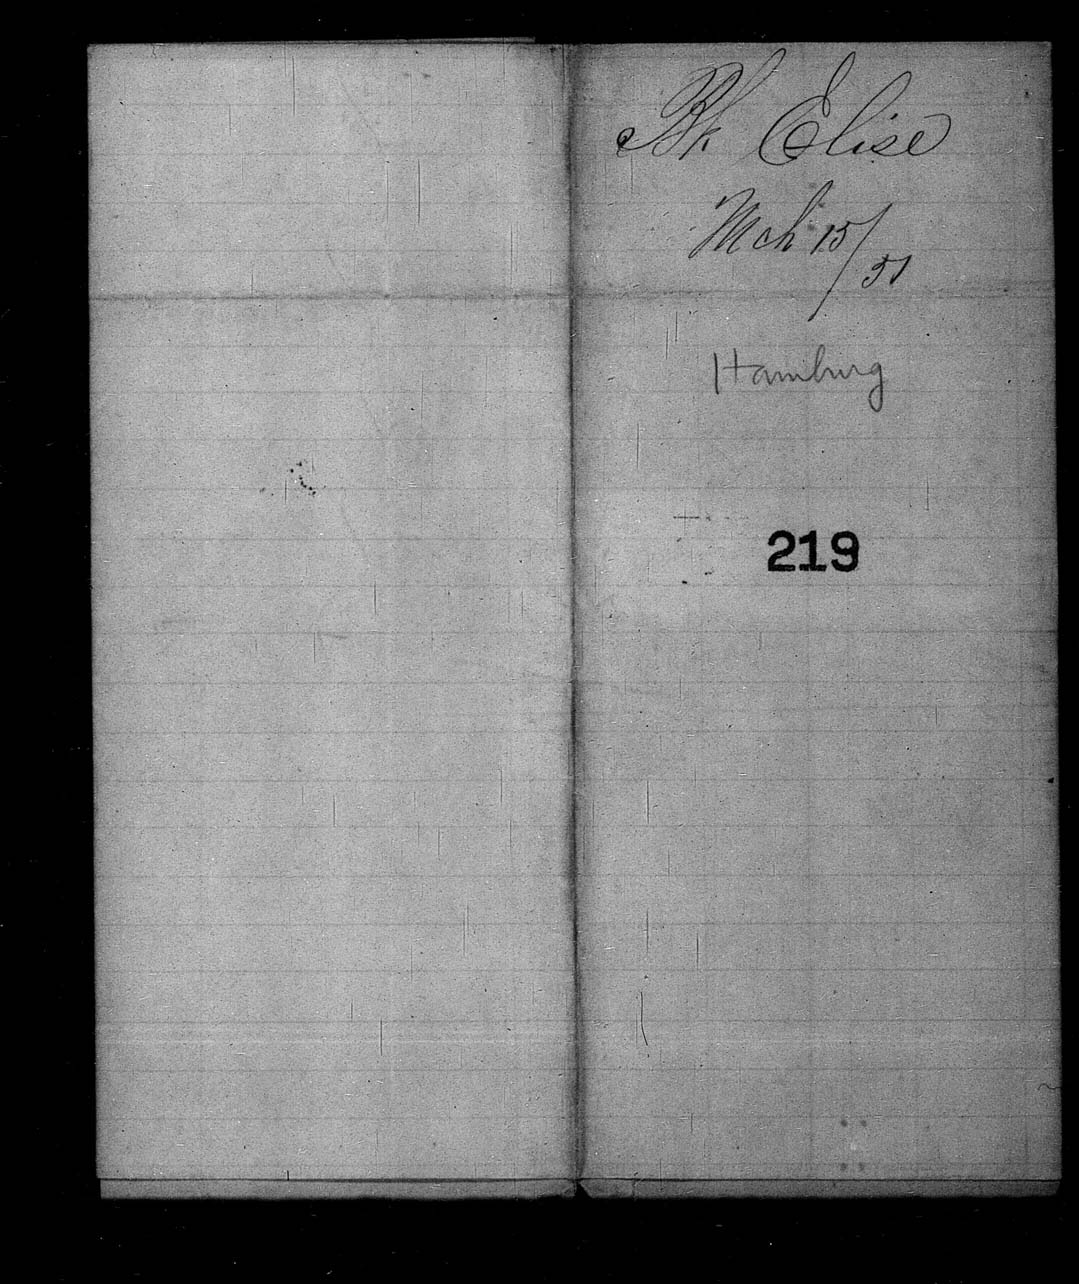 Bk Elise
Mch 15/51
Hamburg
219